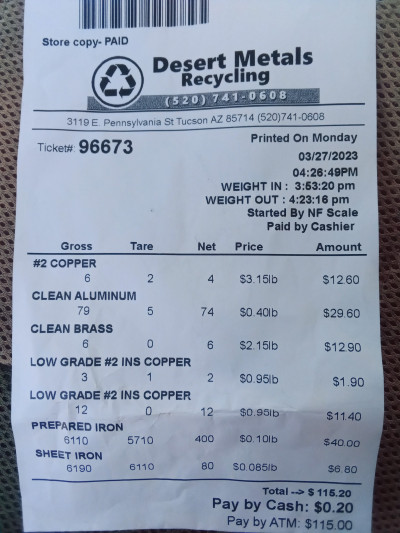 Store copy- PAID
Desert Metals
Recycling
(520) 741-0608
3119 E. Pennsylvania St Tucson AZ 85714 (520)741-0608
Ticket# 96673
Printed On Monday
03/27/2023
04:26:49PM
WEIGHT IN : 3:53:20 pm
WEIGHT OUT : 4:23:16 pm
Started By NF Scale
Paid by Cashier
Gross Tare Net Price Amount
#2 COPPER
6 2 4 $3.15lb $12.60
CLEAN ALUMINUM
79 5 74 $0.40lb $29.60
CLEAN BRASS
6 0 6 $2.15lb $12.90
LOW GRADE #2 INS COPPER
3 1 2 $0.95lb $1.90
LOW GRADE #2 INS COPPER
12 0 12 $0.95lb $11.40
PREPARED IRON
6110 5710 400 $0.10lb $40.00
SHEET IRON
6190 6110 80 $0.085lb $6.80
Total --> $ 115.20
Pay by Cash: $0.20
Pay by ATM: $115.00